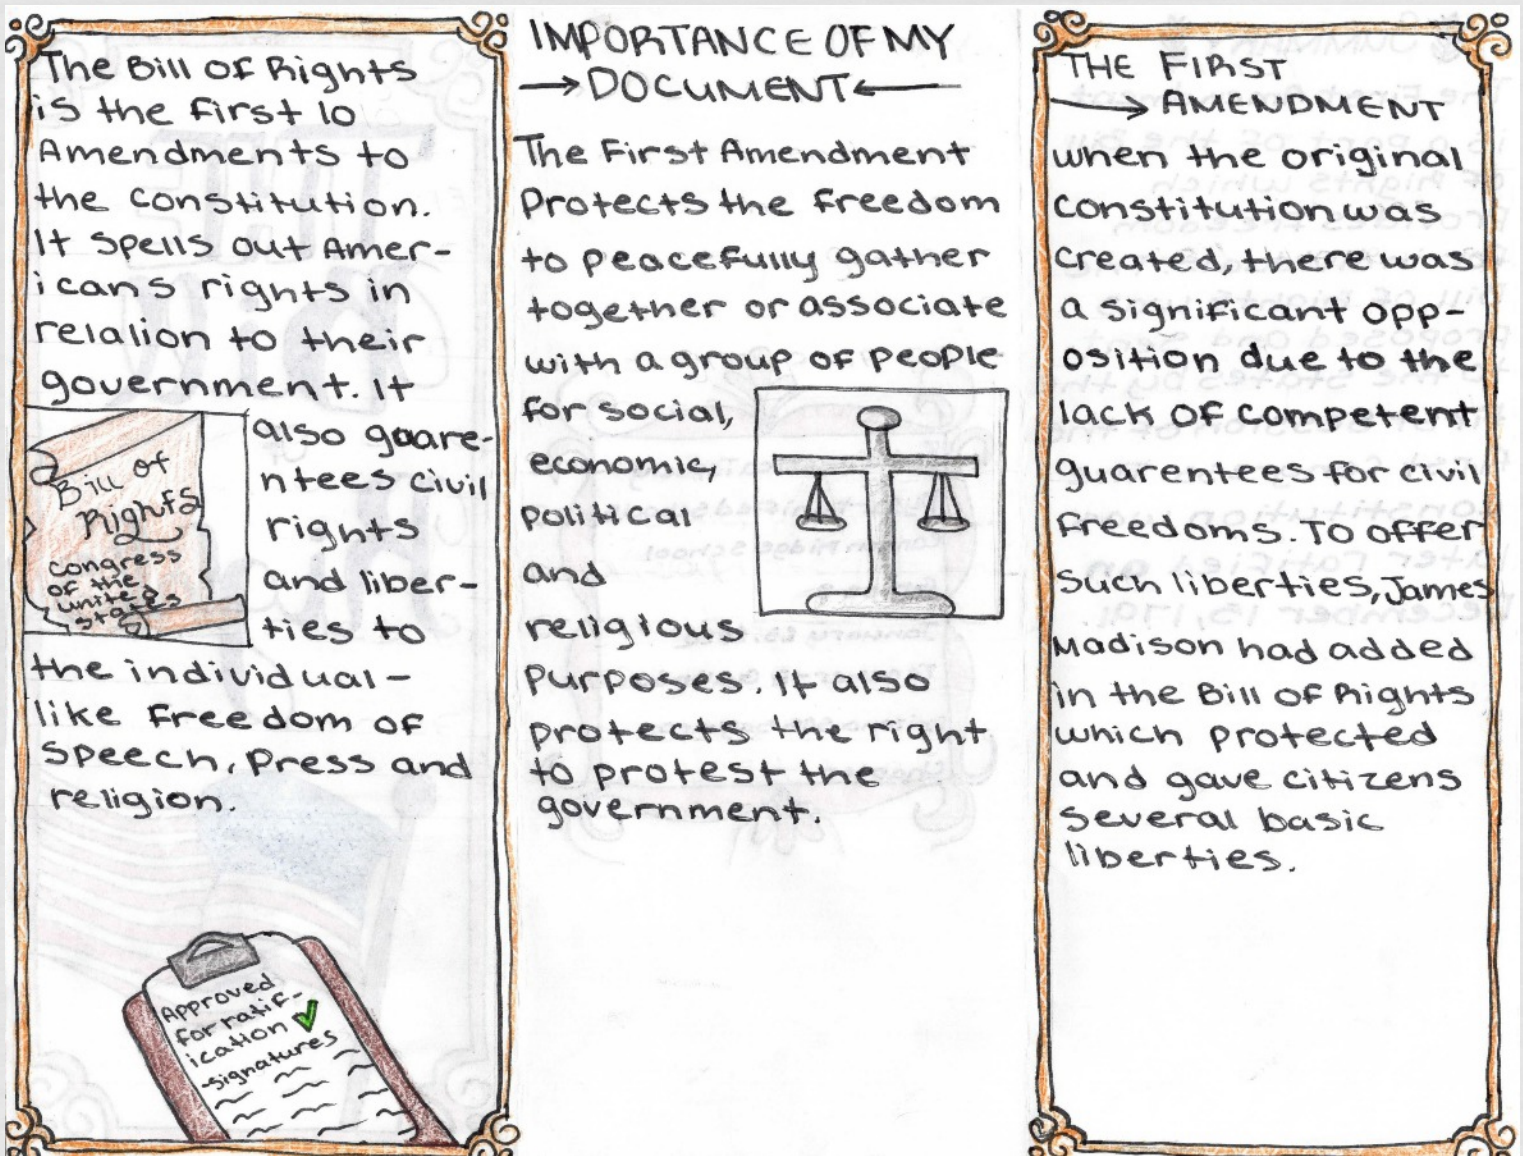 The Bill of Rights
is the first 10
Amendments to
the constitution.
It spells out Amer-
icans rights in
relation to their
government. It
also guare-
ntees civil
rights
and liber-
ties to
the individual-
like freedom of
speech, press and
religion.
Bill of
Rights
congress
of the
united
states
Approved
for ratif-
ication
-signatures
IMPORTANCE OF MY
→DOCUMENT←
The First Amendment
Protects the freedom
to peacefully gather
together or associate
with a group of people
for social,
economic,
political
and
religious
purposes. It also
protects the right
to protest the
government.
THE FIRST
→ AMENDMENT
when the original
constitution was
created, there was
a significant opp-
osition due to the
lack of competent
guarentees for civil
freedoms. To offer
such liberties, James
Madison had added
in the Bill of Rights
which protected
and gave citizens
several basic
liberties.